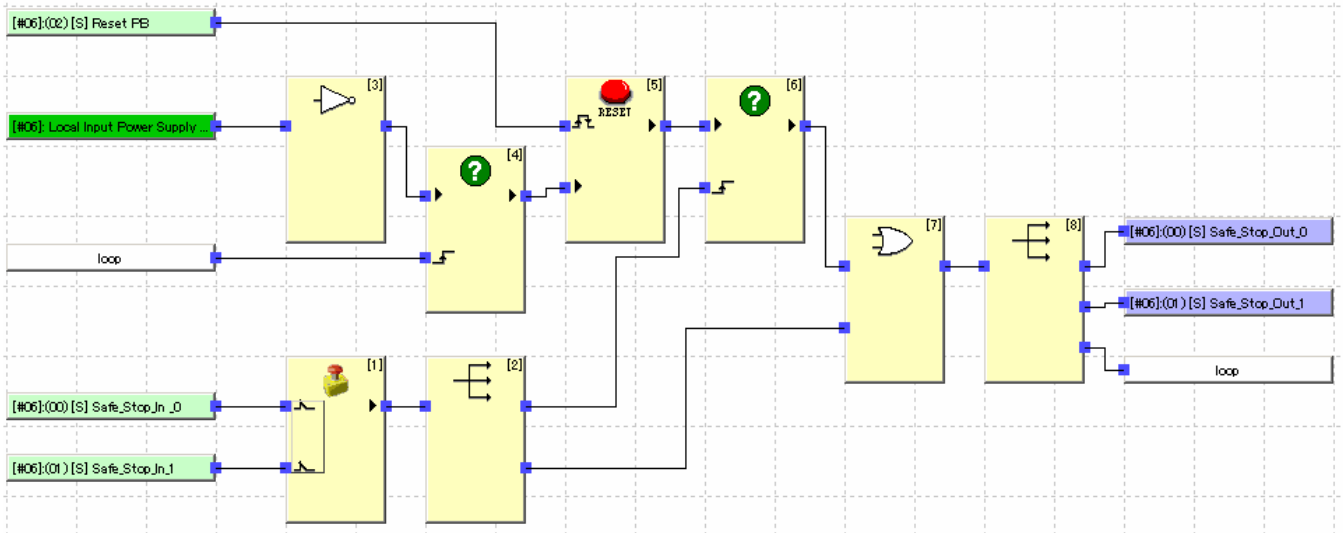 [#06]:(02) [S] Reset PB
[3]
[5]
RESET
[6]
[#06]: Local Input Power Supply ...
[4]
loop
[7]
[8]
[#06]:(00) [S] Safe_Stop_Out_0
[#06]:(01) [S] Safe_Stop_Out_1
loop
[1]
[2]
[#06]:(00) [S] Safe_Stop_In _0
[#06]:(01) [S] Safe_Stop_In_1